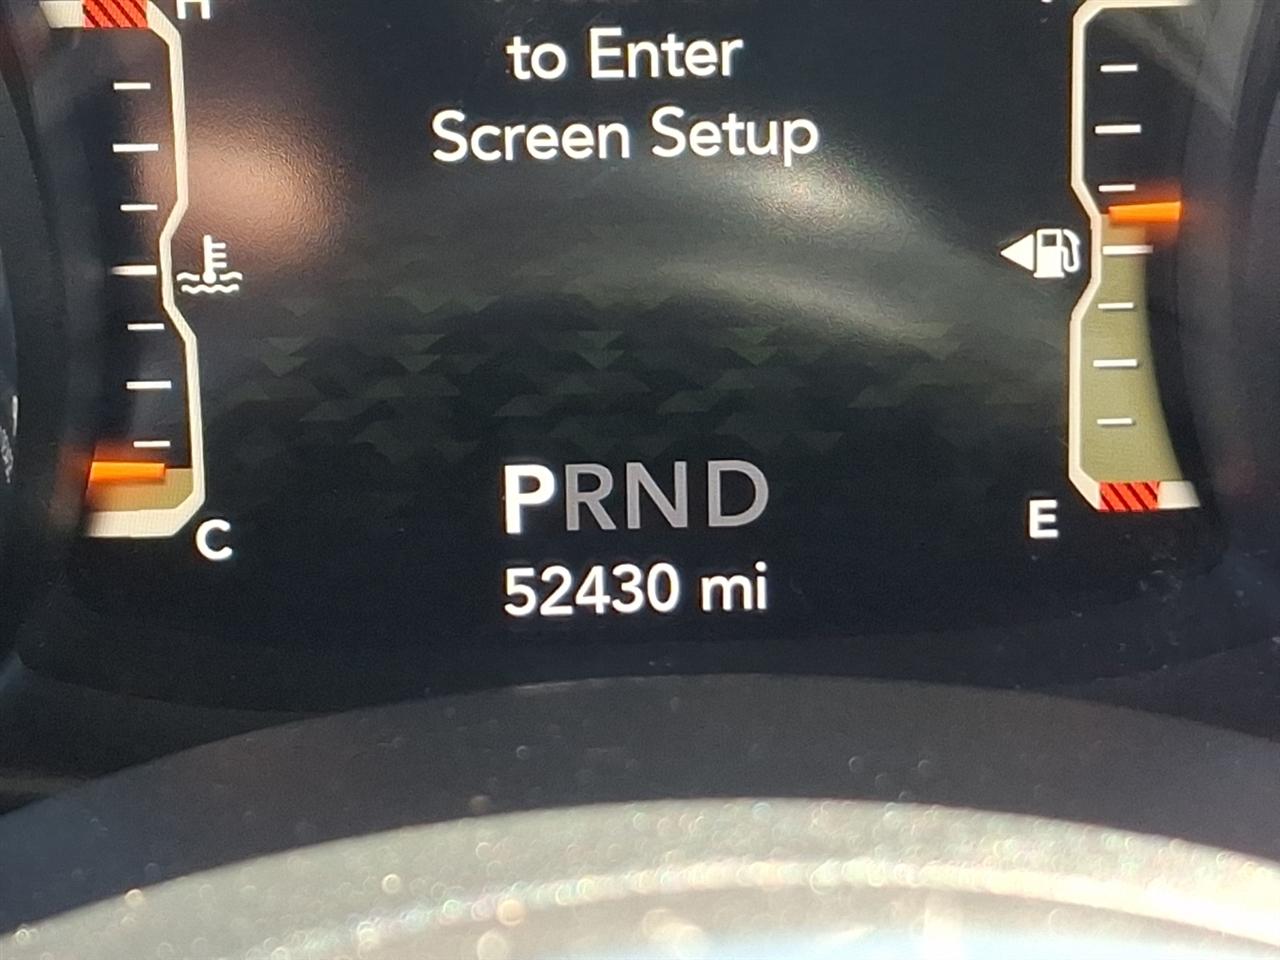 H
to Enter
Screen Setup
PRND
C
E
52430 mi